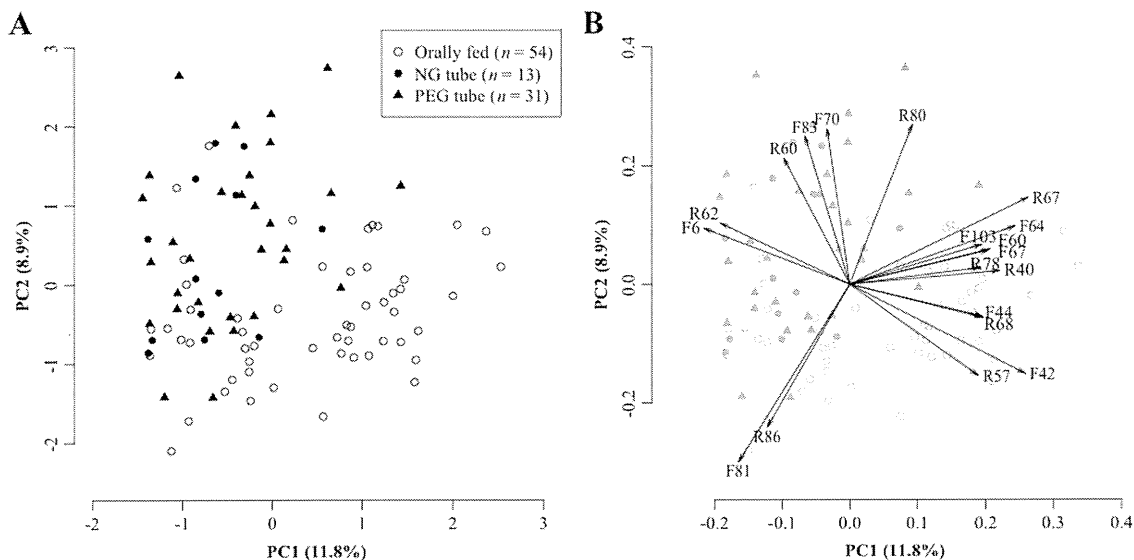 A
Orally fed (n = 54)
NG tube (n = 13)
PEG tube (n = 31)
3
2
1
0
-1
-2
PC2 (8.9%)
-2
-1
0
1
2
3
PC1 (11.8%)
B
0.4
0.2
0.0
-0.2
PC2 (8.9%)
R80
F70
F83
R60
R67
R62
F6
F64
F103
F60
F67
R78
R40
F44
R68
R57
F42
R86
F81
-0.2
-0.1
0.0
0.1
0.2
0.3
0.4
PC1 (11.8%)